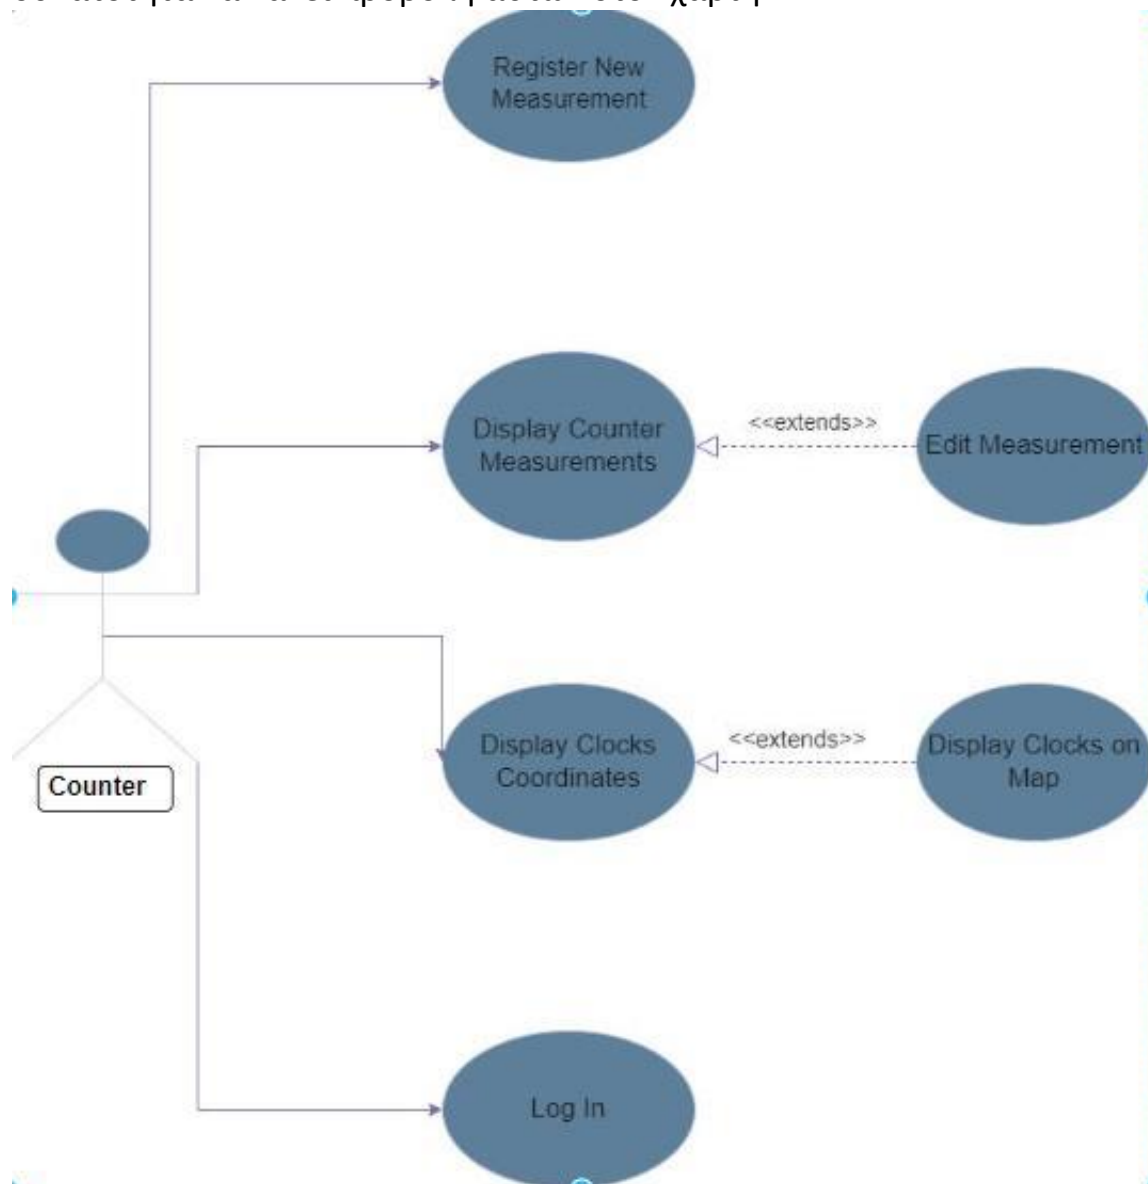 Register New
Measurement
Display Counter
Measurements
<<extends>>
Edit Measurement
Display Clocks
Coordinates
<<extends>>
Display Clocks on
Map
Counter
Log In